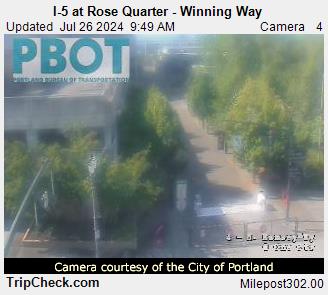 I-5 at Rose Quarter - Winning Way
Updated Jul 26 2024 9:49 AM Camera 4
PBOT
PORTLAND BUREAU OF TRANSPORTATION
Camera courtesy of the City of Portland
TripCheck.com Milepost302.00